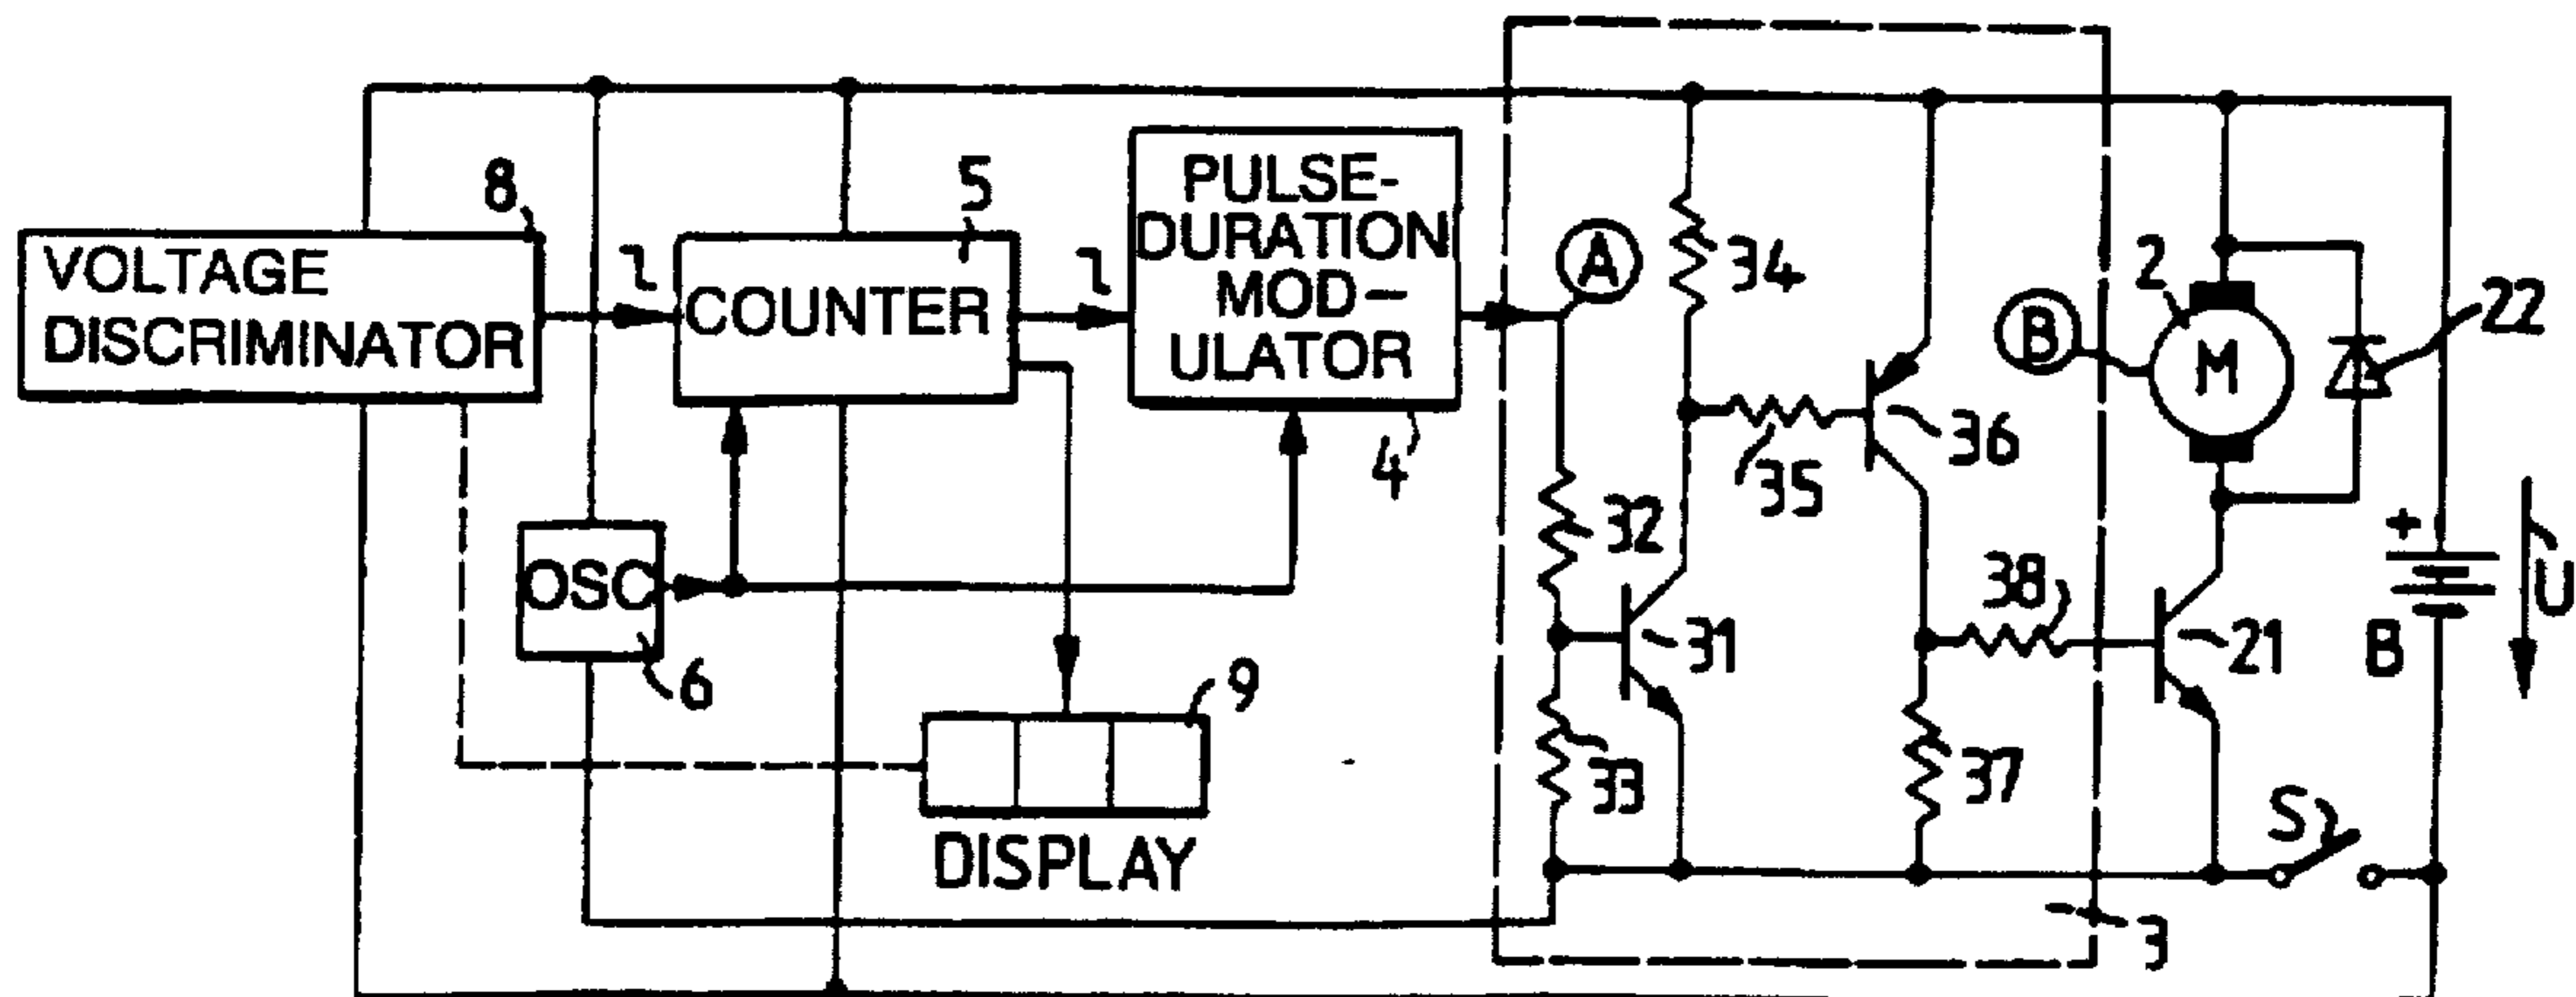 8
VOLTAGE
DISCRIMINATOR
5
COUNTER
PULSE-
DURATION
MOD-
ULATOR
4
A
34
35
36
32
31
33
B
2
M
22
38
37
21
+
B
U
S
3
OSC
6
9
DISPLAY